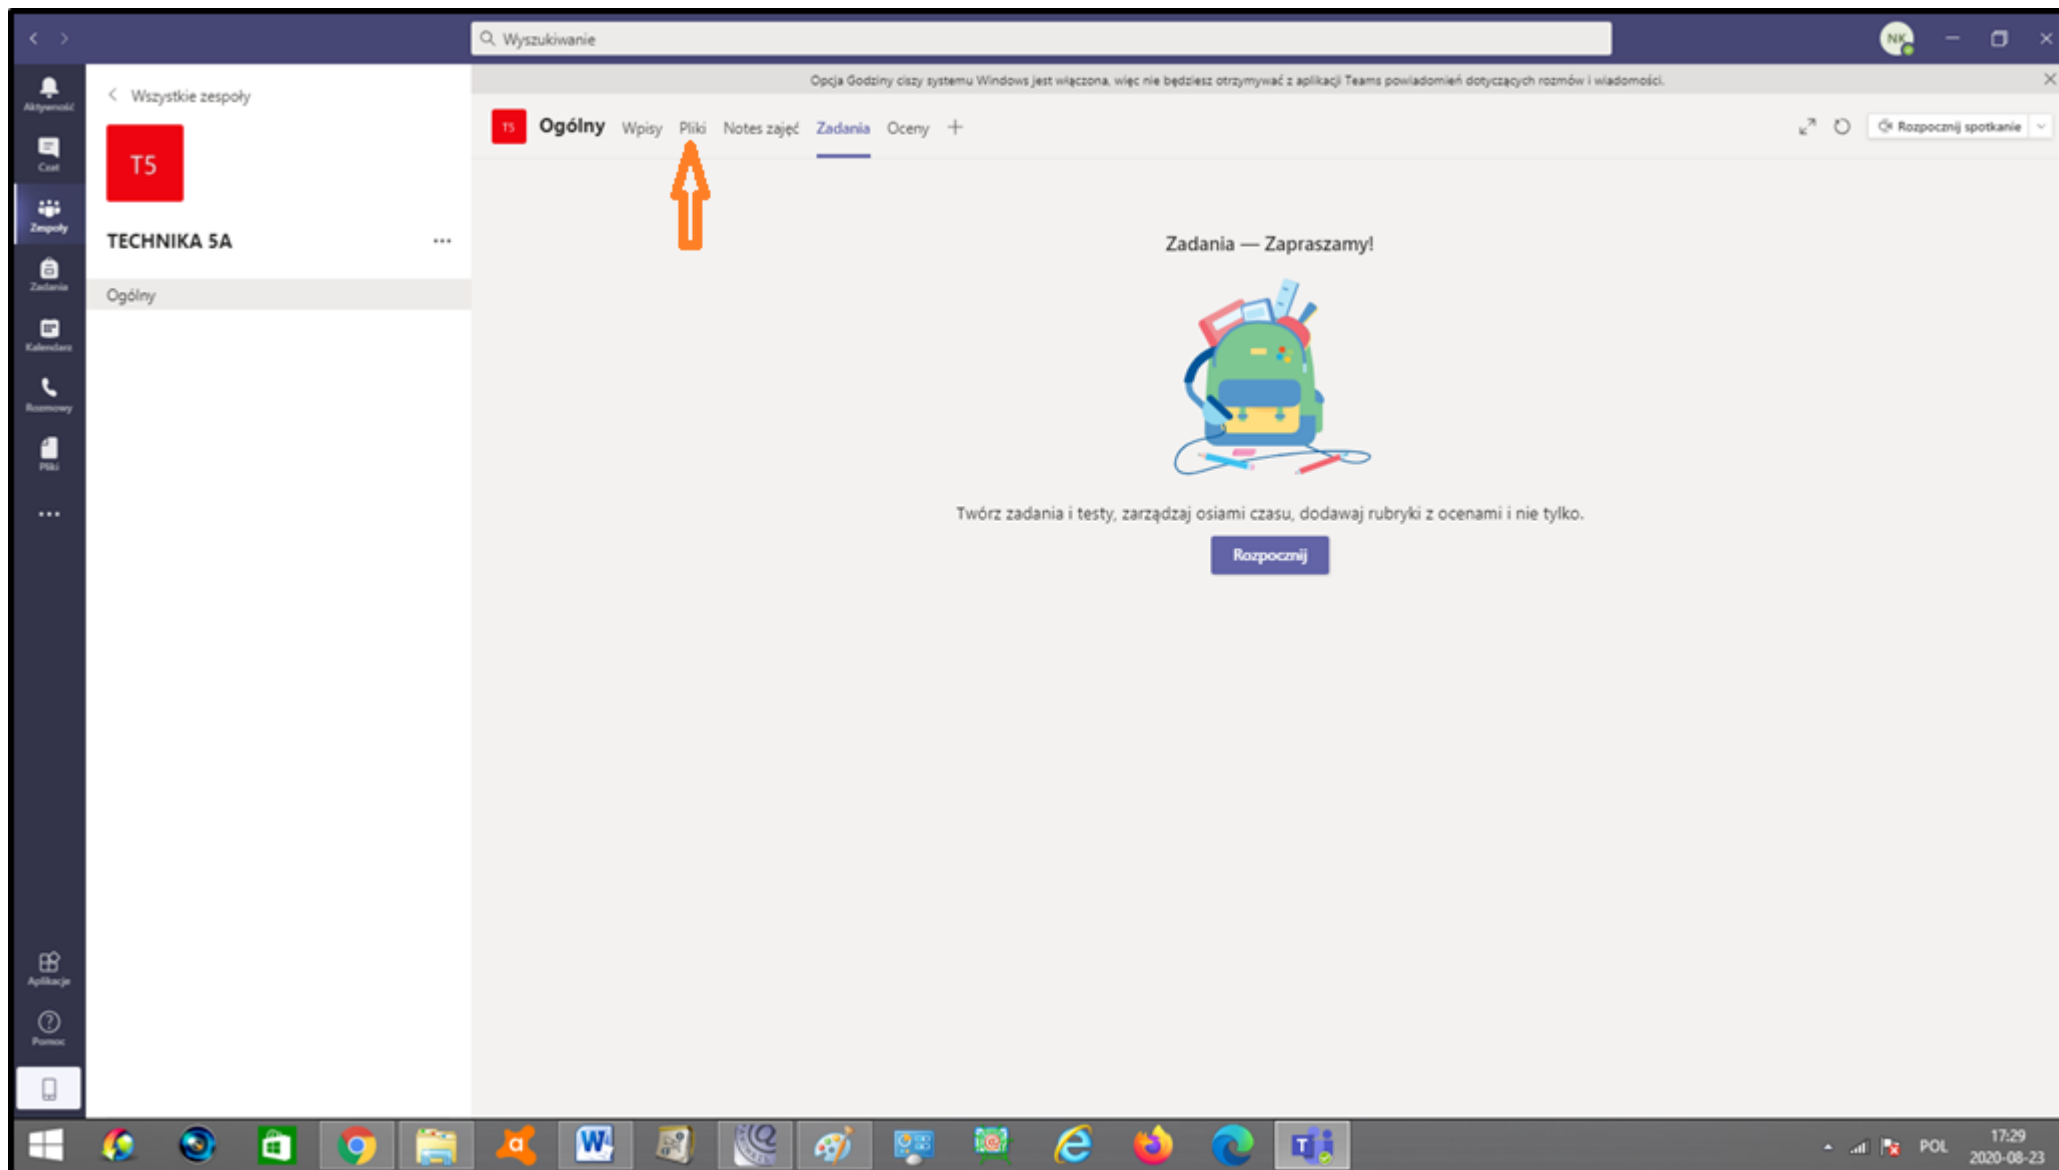 Wyszukiwanie
NK
Opcja Godziny ciszy systemu Windows jest włączona, więc nie będziesz otrzymywać z aplikacji Teams powiadomień dotyczących rozmów i wiadomości.
Aktywność
Czat
Zespoły
Zadania
Kalendarz
Rozmowy
Pliki
Aplikacje
Pomoc
Wszystkie zespoły
T5
TECHNIKA 5A
Ogólny
T5 Ogólny Wpisy Pliki Notes zajęć Zadania Oceny
Rozpocznij spotkanie
Zadania — Zapraszamy!
Twórz zadania i testy, zarządzaj osiami czasu, dodawaj rubryki z ocenami i nie tylko.
Rozpocznij
POL
17:29
2020-08-23